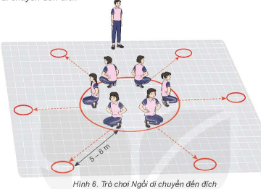 5 - 8 m
Hình 6. Trò chơi Ngồi di chuyển đến đích